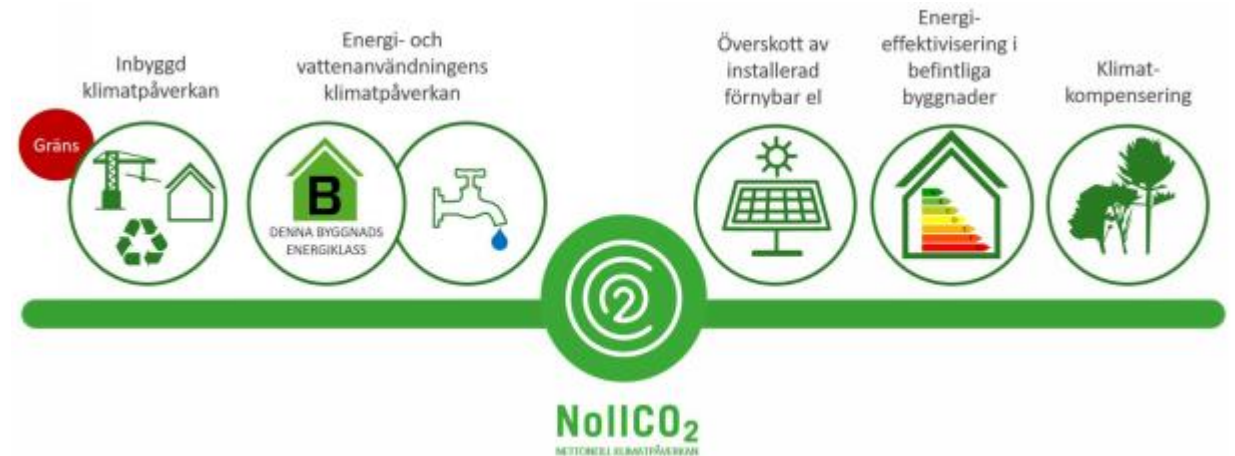 Inbyggd
klimatpåverkan
Energi- och
vattenanvändningens
klimatpåverkan
Överskott av
installerad
förnybar el
Energi-
effektivisering i
befintliga
byggnader
Klimat-
kompensering
Gräns
B
DENNA BYGGNADS
ENERGIKLASS
2
NollCO₂
NETTONOLL KLIMATPÅVERKAN